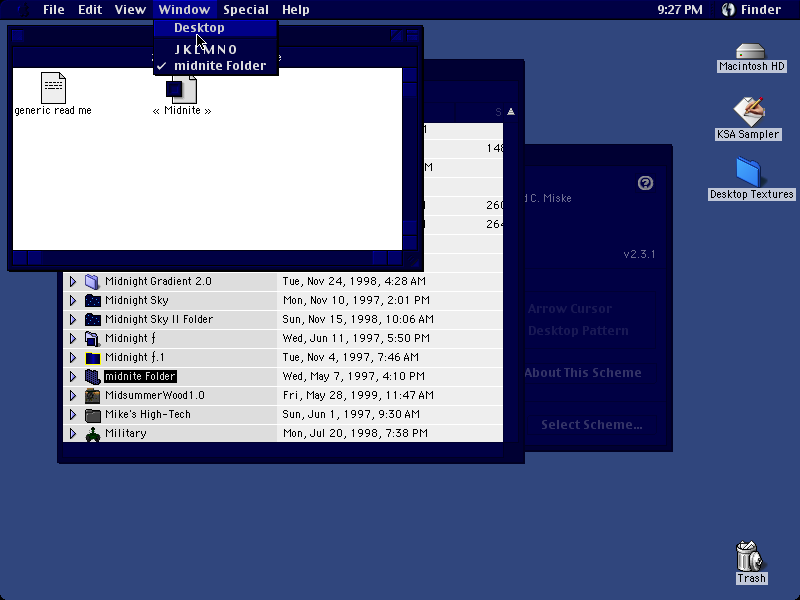 File Edit View Window Special Help 9:27 PM Finder
Desktop
J K L M N O
✓ midnite Folder
generic read me
« Midnite »
Macintosh HD
KSA Sampler
Desktop Textures
S
148
260
264
Midnight Gradient 2.0 Tue, Nov 24, 1998, 4:28 AM
Midnight Sky Mon, Nov 10, 1997, 2:01 PM
Midnight Sky II Folder Sun, Nov 15, 1998, 10:06 AM
Midnight ƒ Wed, Jun 11, 1997, 5:50 PM
Midnight ƒ.1 Tue, Nov 4, 1997, 7:46 AM
midnite Folder Wed, May 7, 1997, 4:10 PM
MidsummerWood1.0 Fri, May 28, 1999, 11:47 AM
Mike's High-Tech Sun, Jun 1, 1997, 9:30 AM
Military Mon, Jul 20, 1998, 7:38 PM
d C. Miske
v2.3.1
Arrow Cursor
Desktop Pattern
About This Scheme
Select Scheme...
Trash